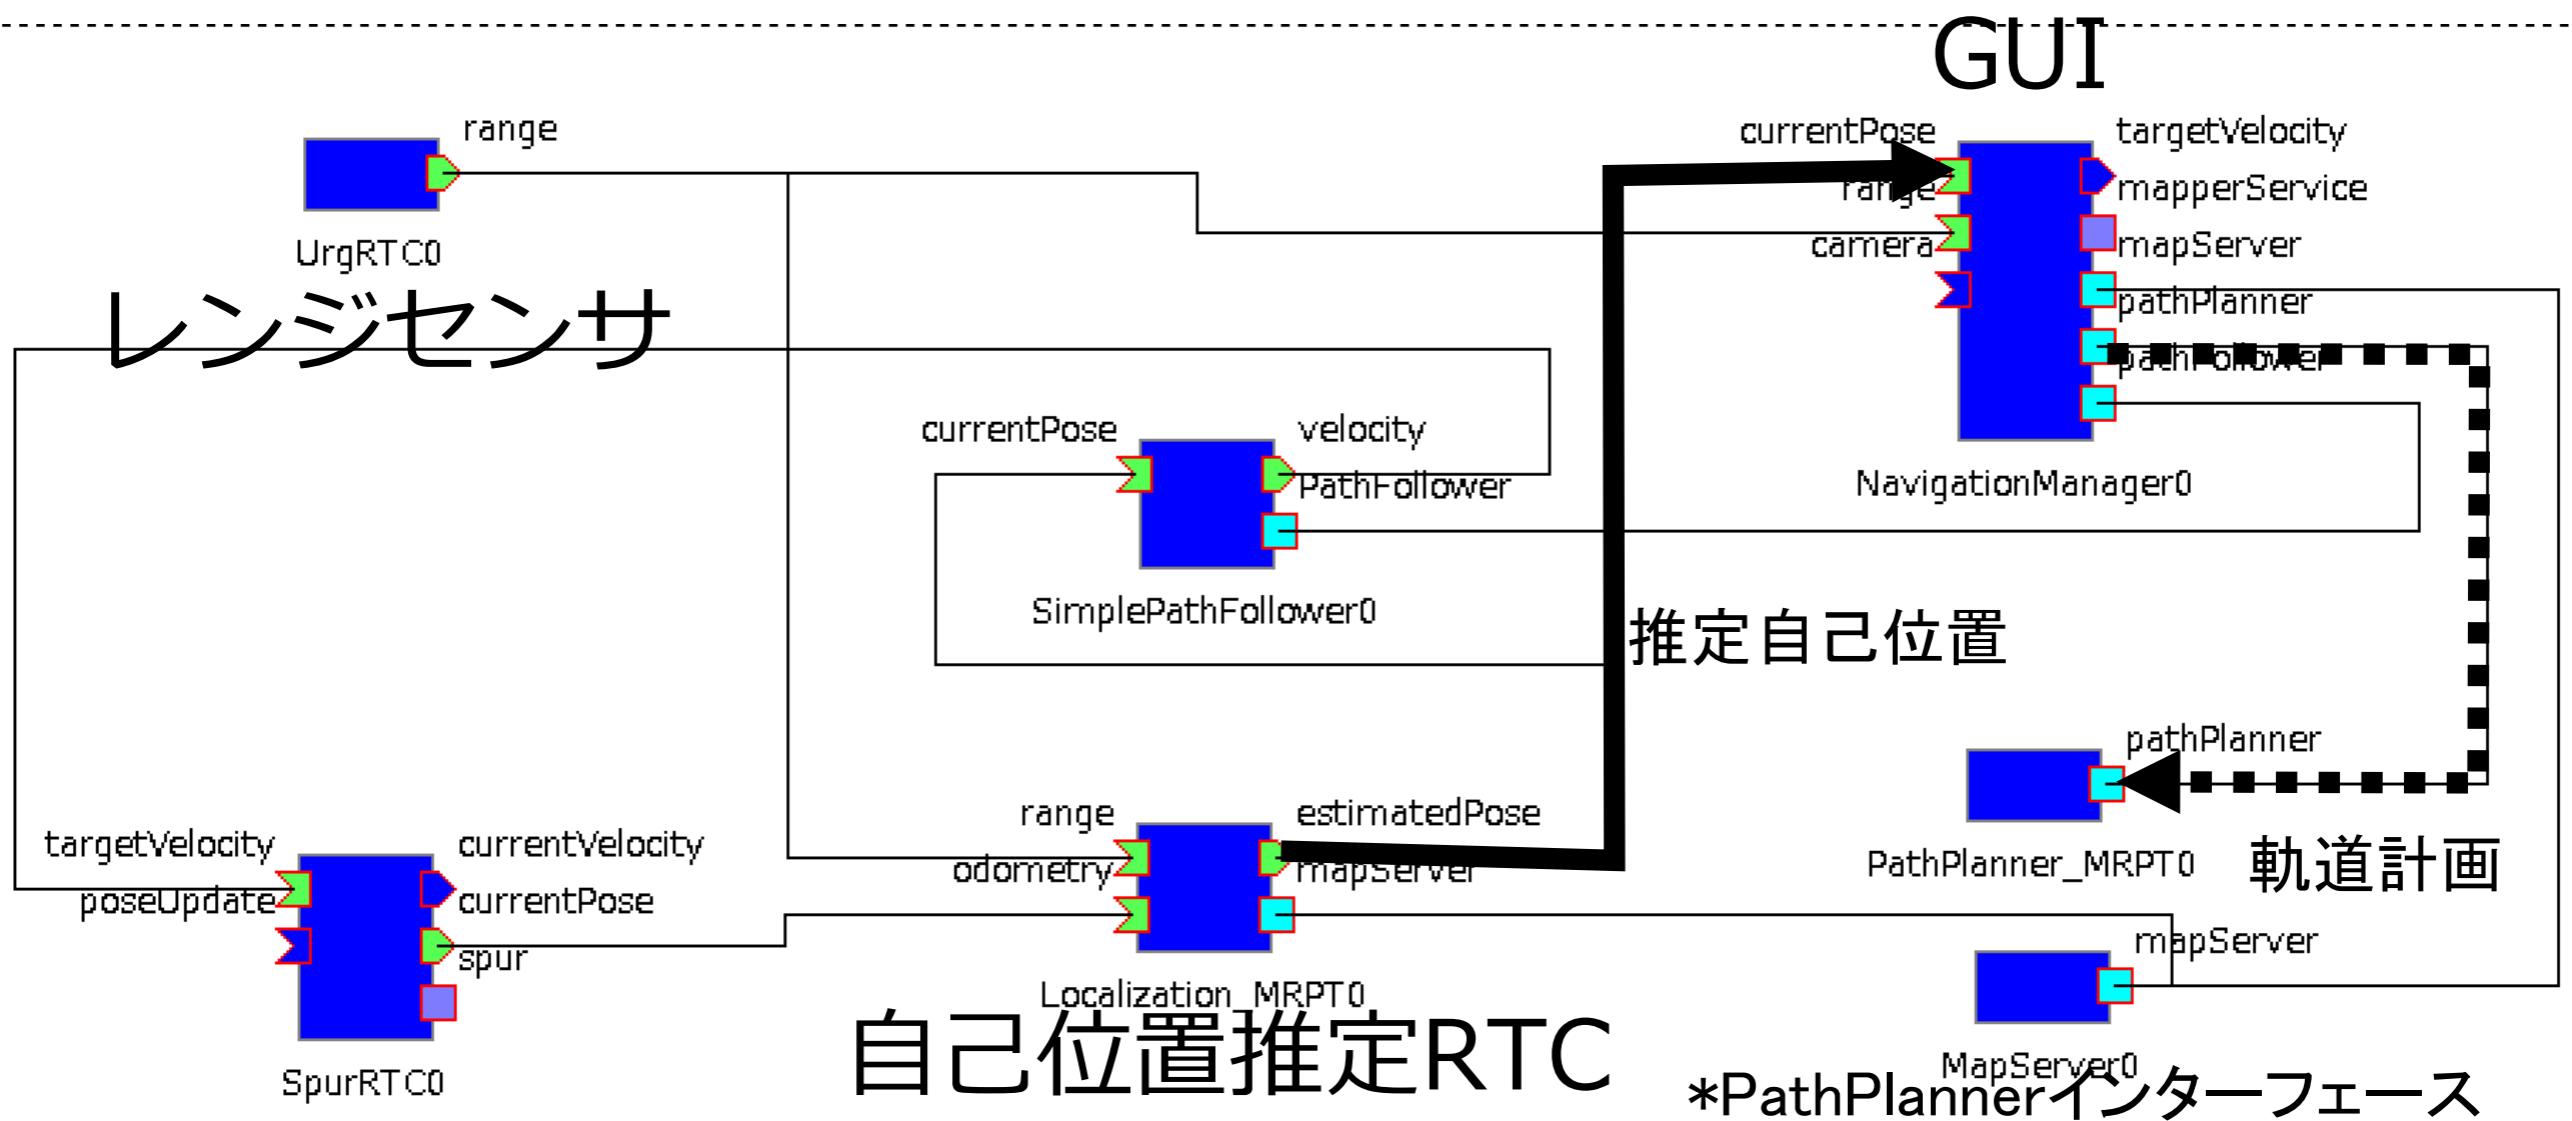 GUI
range
UrgRTC0
レンジセンサ
currentPose
range
camera
targetVelocity
mapperService
mapServer
pathPlanner
pathFollower
NavigationManager0
currentPose
velocity
PathFollower
SimplePathFollower0
推定自己位置
pathPlanner
PathPlanner_MRPT0
軌道計画
range
odometry
estimatedPose
mapServer
Localization_MRPT0
自己位置推定RTC
targetVelocity
poseUpdate
currentVelocity
currentPose
spur
SpurRTC0
mapServer
MapServer0
*PathPlannerインターフェース